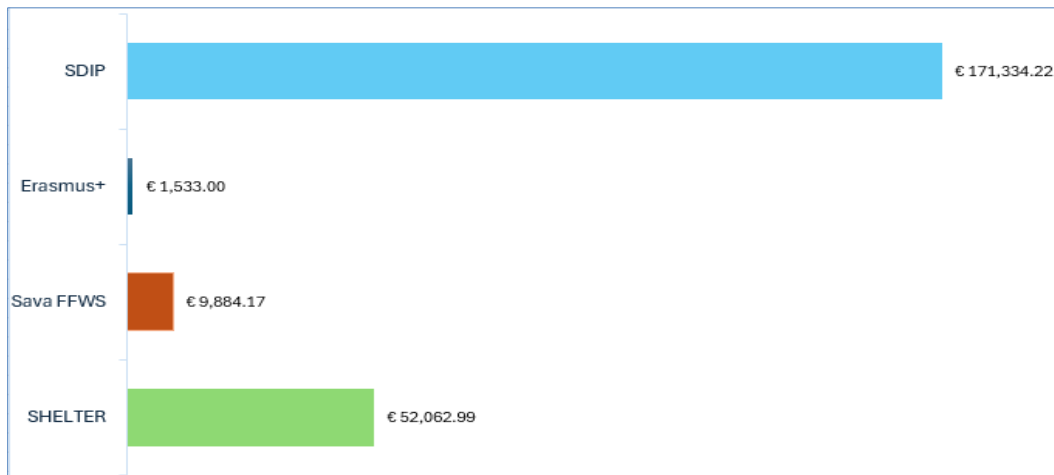 SDIP € 171,334.22
Erasmus+ € 1,533.00
Sava FFWS € 9,884.17
SHELTER € 52,062.99